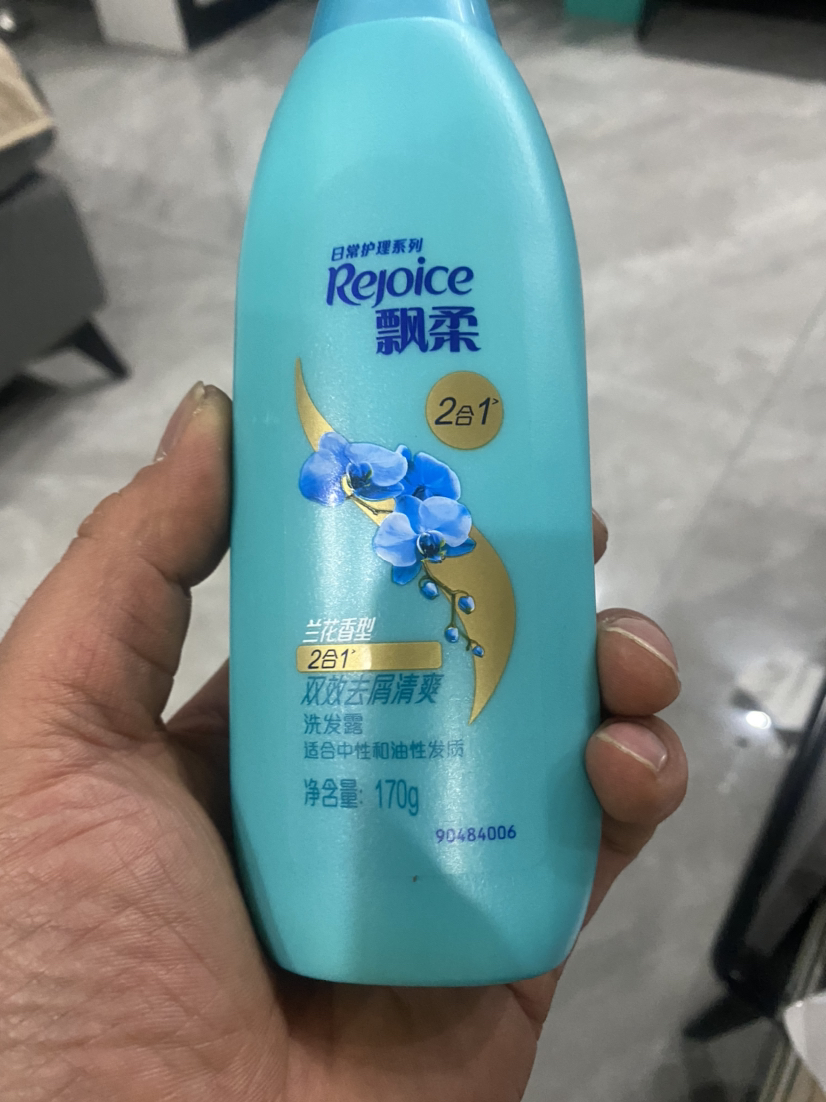 日常护理系列
Rejoice
飘柔
2合1>
兰花香型
2合1>
双效去屑清爽
洗发露
适合中性和油性发质
净含量: 170g
90484006